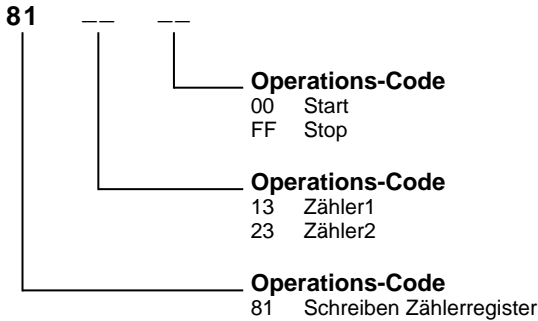 81 __ __
Operations-Code
00 Start
FF Stop
Operations-Code
13 Zähler1
23 Zähler2
Operations-Code
81 Schreiben Zählerregister